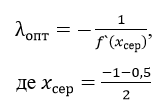 λопт = − 1/f`(xсер),
де xсер = −1−0,5/2